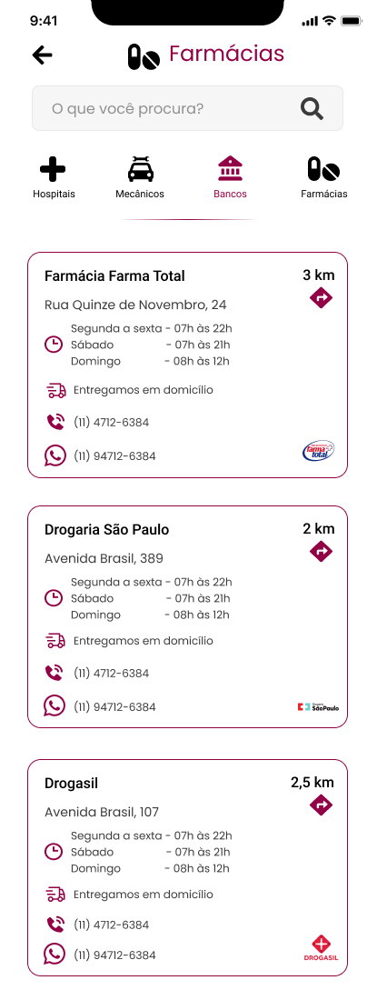 9:41
Farmácias
O que você procura?
Hospitais
Mecânicos
Bancos
Farmácias
Farmácia Farma Total
3 km
Rua Quinze de Novembro, 24
Segunda a sexta - 07h às 22h
Sábado - 07h às 21h
Domingo - 08h às 12h
Entregamos em domicílio
(11) 4712-6384
(11) 94712-6384
farma
total
Drogaria São Paulo
2 km
Avenida Brasil, 389
Segunda a sexta - 07h às 22h
Sábado - 07h às 21h
Domingo - 08h às 12h
Entregamos em domicílio
(11) 4712-6384
(11) 94712-6384
SãoPaulo
Drogasil
2,5 km
Avenida Brasil, 107
Segunda a sexta - 07h às 22h
Sábado - 07h às 21h
Domingo - 08h às 12h
Entregamos em domicílio
(11) 4712-6384
(11) 94712-6384
DROGASIL